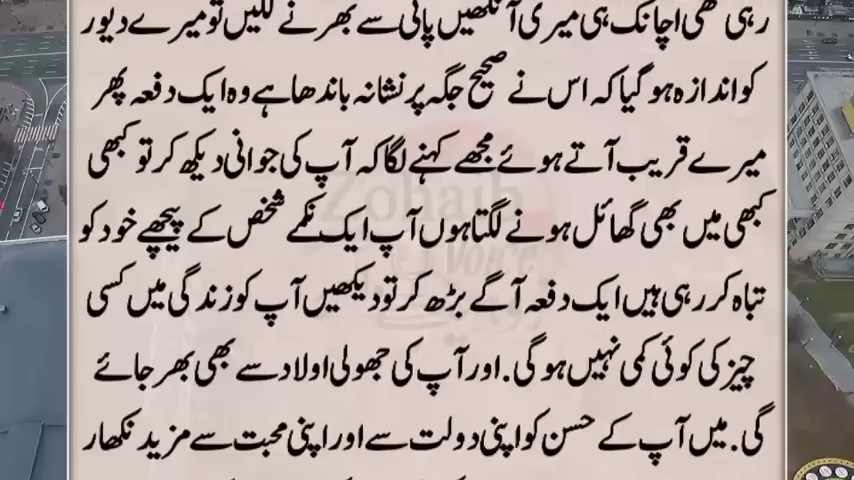 رہی تھی اچانک ہی میری آنکھیں پانی سے بھرنے لگیں تو میرے دیور
کو اندازہ ہو گیا کہ اس نے صحیح جگہ پر نشانہ باندھا ہے وہ ایک دفعہ پھر
میرے قریب آتے ہوئے مجھے کہنے لگا کہ آپ کی جوانی دیکھ کر تو کبھی
کبھی میں بھی گھائل ہونے لگتا ہوں آپ ایک نکمے شخص کے پیچھے خود کو
تباہ کر رہی ہیں ایک دفعہ آگے بڑھ کر تو دیکھیں آپ کو زندگی میں کسی
چیز کی کوئی کمی نہیں ہو گی۔ اور آپ کی جھولی اولاد سے بھی بھر جائے
گی۔ میں آپ کے حسن کو اپنی دولت سے اور اپنی محبت سے مزید نکھار
Zohaib
VOICE